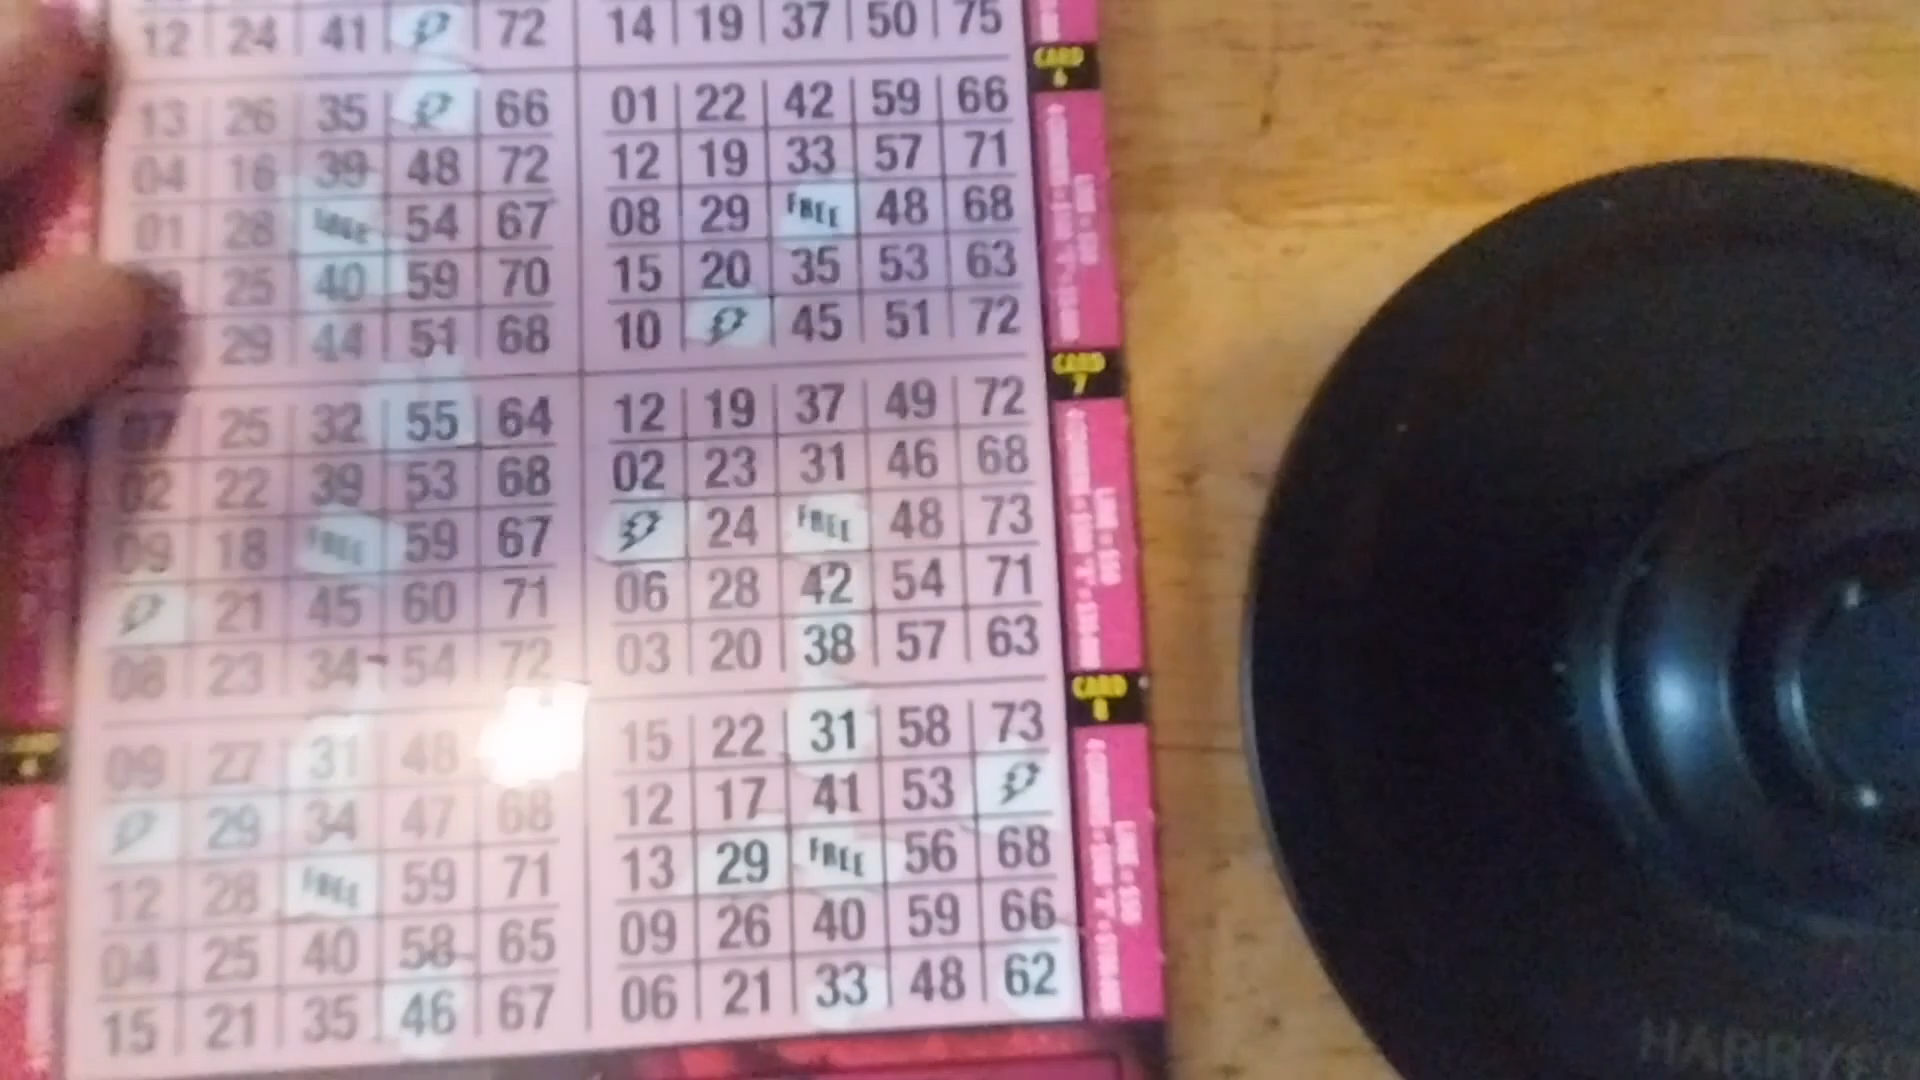 12 24 41 72 14 19 37 50 75
CARD 6
13 26 35 66 01 22 42 59 66
04 16 39 48 72 12 19 33 57 71
01 28 FREE 54 67 08 29 FREE 48 68
25 40 59 70 15 20 35 53 63
29 44 51 68 10 45 51 72
CARD 7
07 25 32 55 64 12 19 37 49 72
02 22 39 53 68 02 23 31 46 68
09 18 FREE 59 67 24 FREE 48 73
21 45 60 71 06 28 42 54 71
08 23 34 54 72 03 20 38 57 63
CARD 8
09 27 31 48 15 22 31 58 73
29 34 47 68 12 17 41 53
12 28 FREE 59 71 13 29 FREE 56 68
04 25 40 58 65 09 26 40 59 66
15 21 35 46 67 06 21 33 48 62